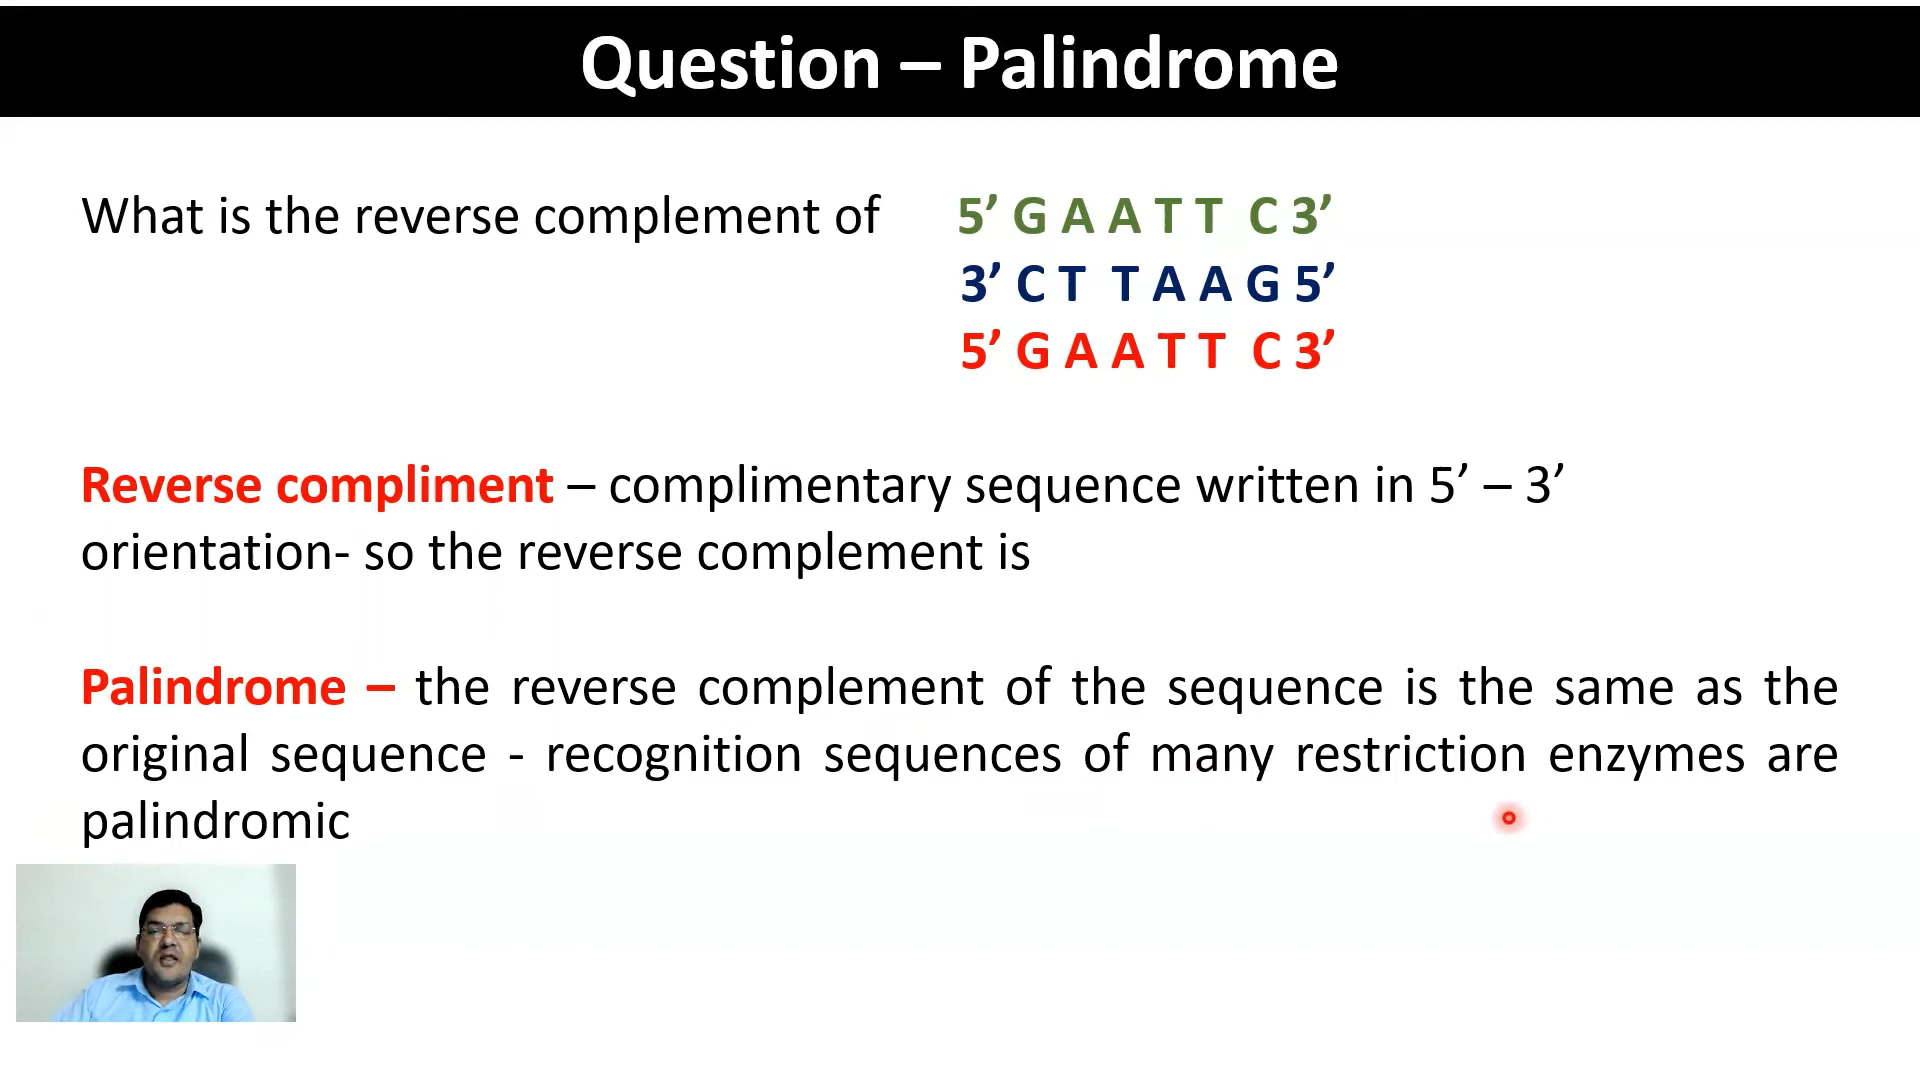 Question – Palindrome
What is the reverse complement of 5’ G A A T T C 3’
3’ C T T A A G 5’
5’ G A A T T C 3’
Reverse compliment – complimentary sequence written in 5’ – 3’
orientation- so the reverse complement is
Palindrome – the reverse complement of the sequence is the same as the
original sequence - recognition sequences of many restriction enzymes are
palindromic